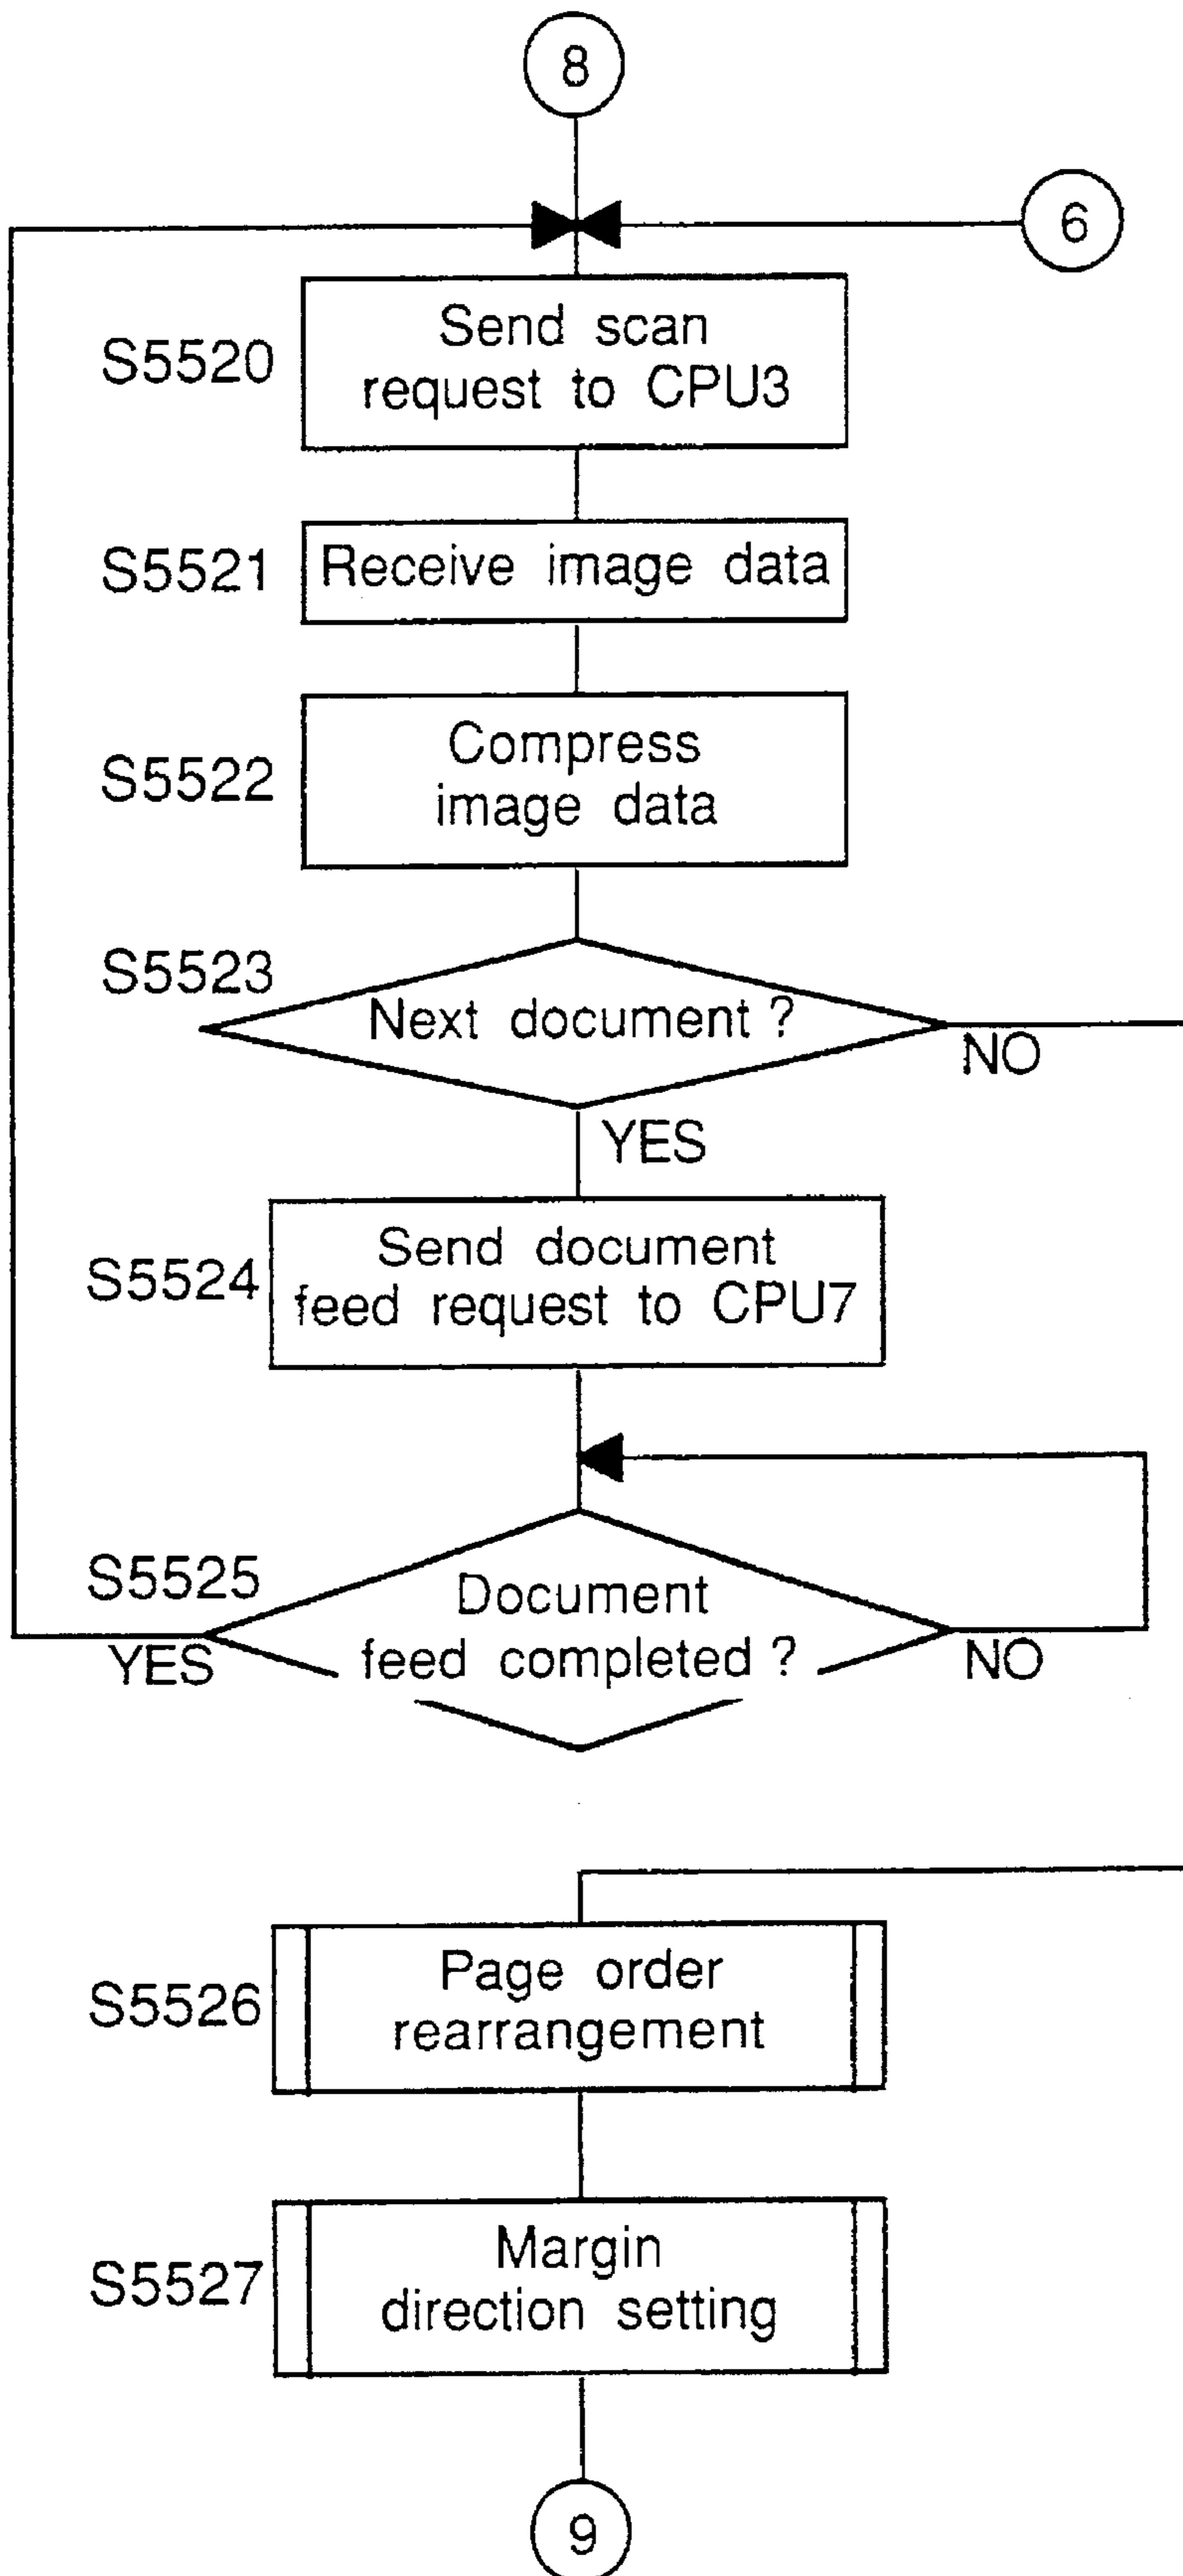 8
6
S5520
Send scan
request to CPU3
S5521
Receive image data
S5522
Compress
image data
S5523
Next document ?
NO
YES
S5524
Send document
feed request to CPU7
S5525
Document
feed completed ?
YES
NO
S5526
Page order
rearrangement
S5527
Margin
direction setting
9